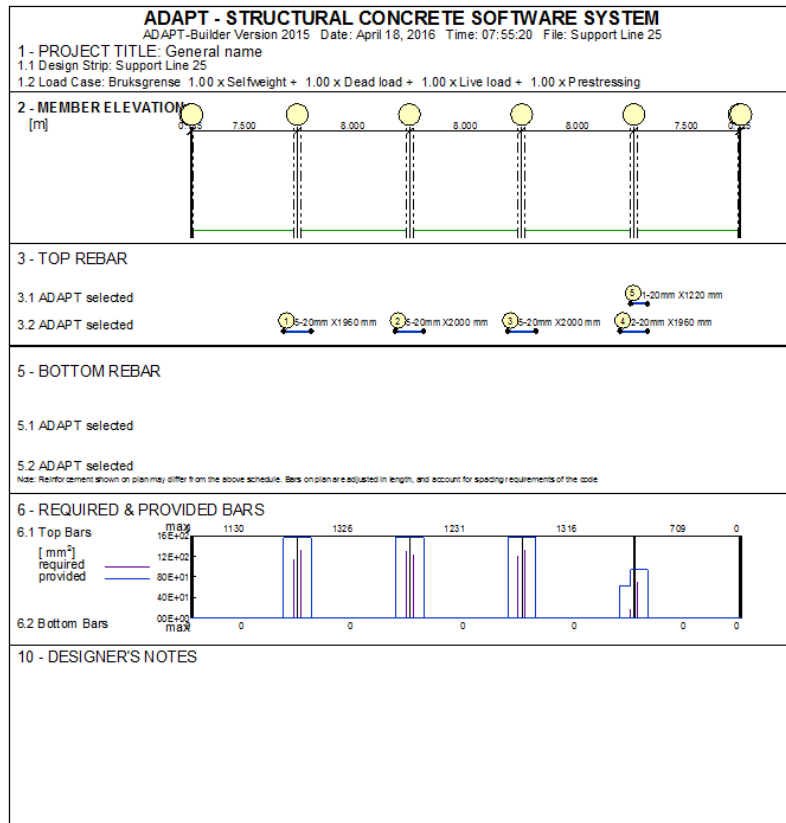 ADAPT - STRUCTURAL CONCRETE SOFTWARE SYSTEM
ADAPT-Builder Version 2015 Date: April 18, 2016 Time: 07:55:20 File: Support Line 25
1 - PROJECT TITLE: General name
1.1 Design Strip: Support Line 25
1.2 Load Case: Bruksgrense 1.00 x Selfweight + 1.00 x Dead load + 1.00 x Live load + 1.00 x Prestressing
2 - MEMBER ELEVATION
[m] 7.500 8.000 8.000 8.000 7.500
3 - TOP REBAR
3.1 ADAPT selected 5 1-20mm X1220 mm
3.2 ADAPT selected 1 5-20mm X1960 mm 2 5-20mm X2000 mm 3 5-20mm X2000 mm 4 2-20mm X1960 mm
5 - BOTTOM REBAR
5.1 ADAPT selected
5.2 ADAPT selected
Note: Reinforcement shown on plan may differ from the above schedule. Bars on plan are adjusted in length, and account for spacing requirements of the code
6 - REQUIRED & PROVIDED BARS
6.1 Top Bars max 1130 1326 1231 1316 709 0
16E+02
[ mm²] 12E+02
required
provided 80E+01
40E+01
00E+00
6.2 Bottom Bars max 0 0 0 0 0 0
10 - DESIGNER'S NOTES